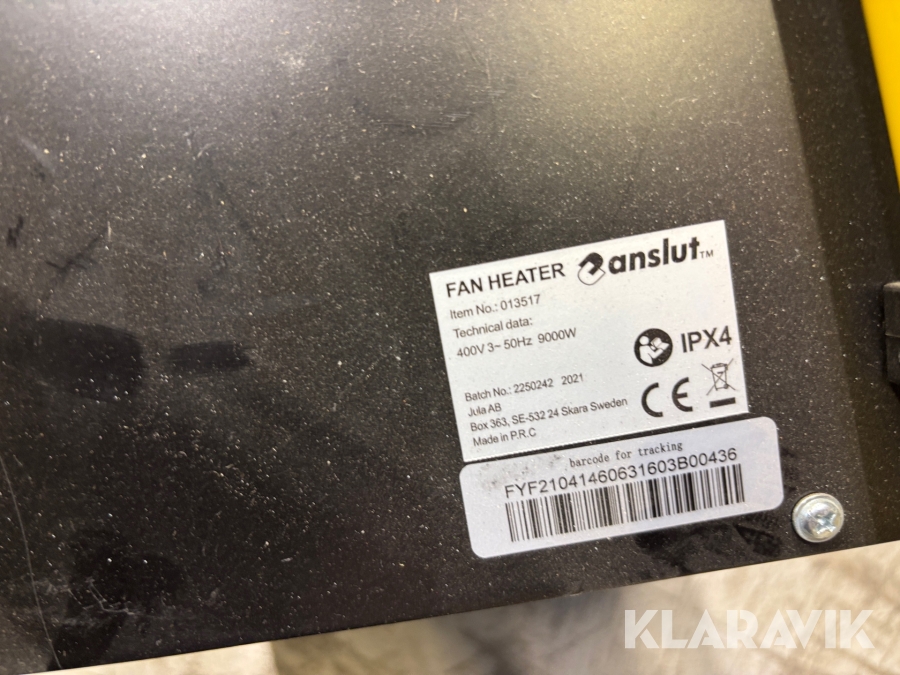 FAN HEATER anslut™
Item No.: 013517
Technical data:
400V 3~ 50Hz 9000W
IPX4
Batch No.: 2250242 2021
Jula AB
Box 363, SE-532 24 Skara Sweden
Made in P.R.C
CE
barcode for tracking
FYF21041460631603B00436
KLARAVIK